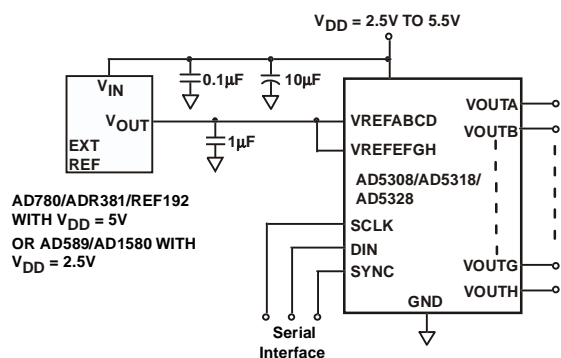 VDD = 2.5V TO 5.5V
0.1μF
10μF
VIN
VOUT
EXT
REF
1μF
VREFABCD
VREFEFGH
VOUTA
VOUTB
AD5308/AD5318/
AD5328
AD780/ADR381/REF192
WITH VDD = 5V
OR AD589/AD1580 WITH
VDD = 2.5V
SCLK
DIN
SYNC
VOUTG
VOUTH
GND
Serial
Interface